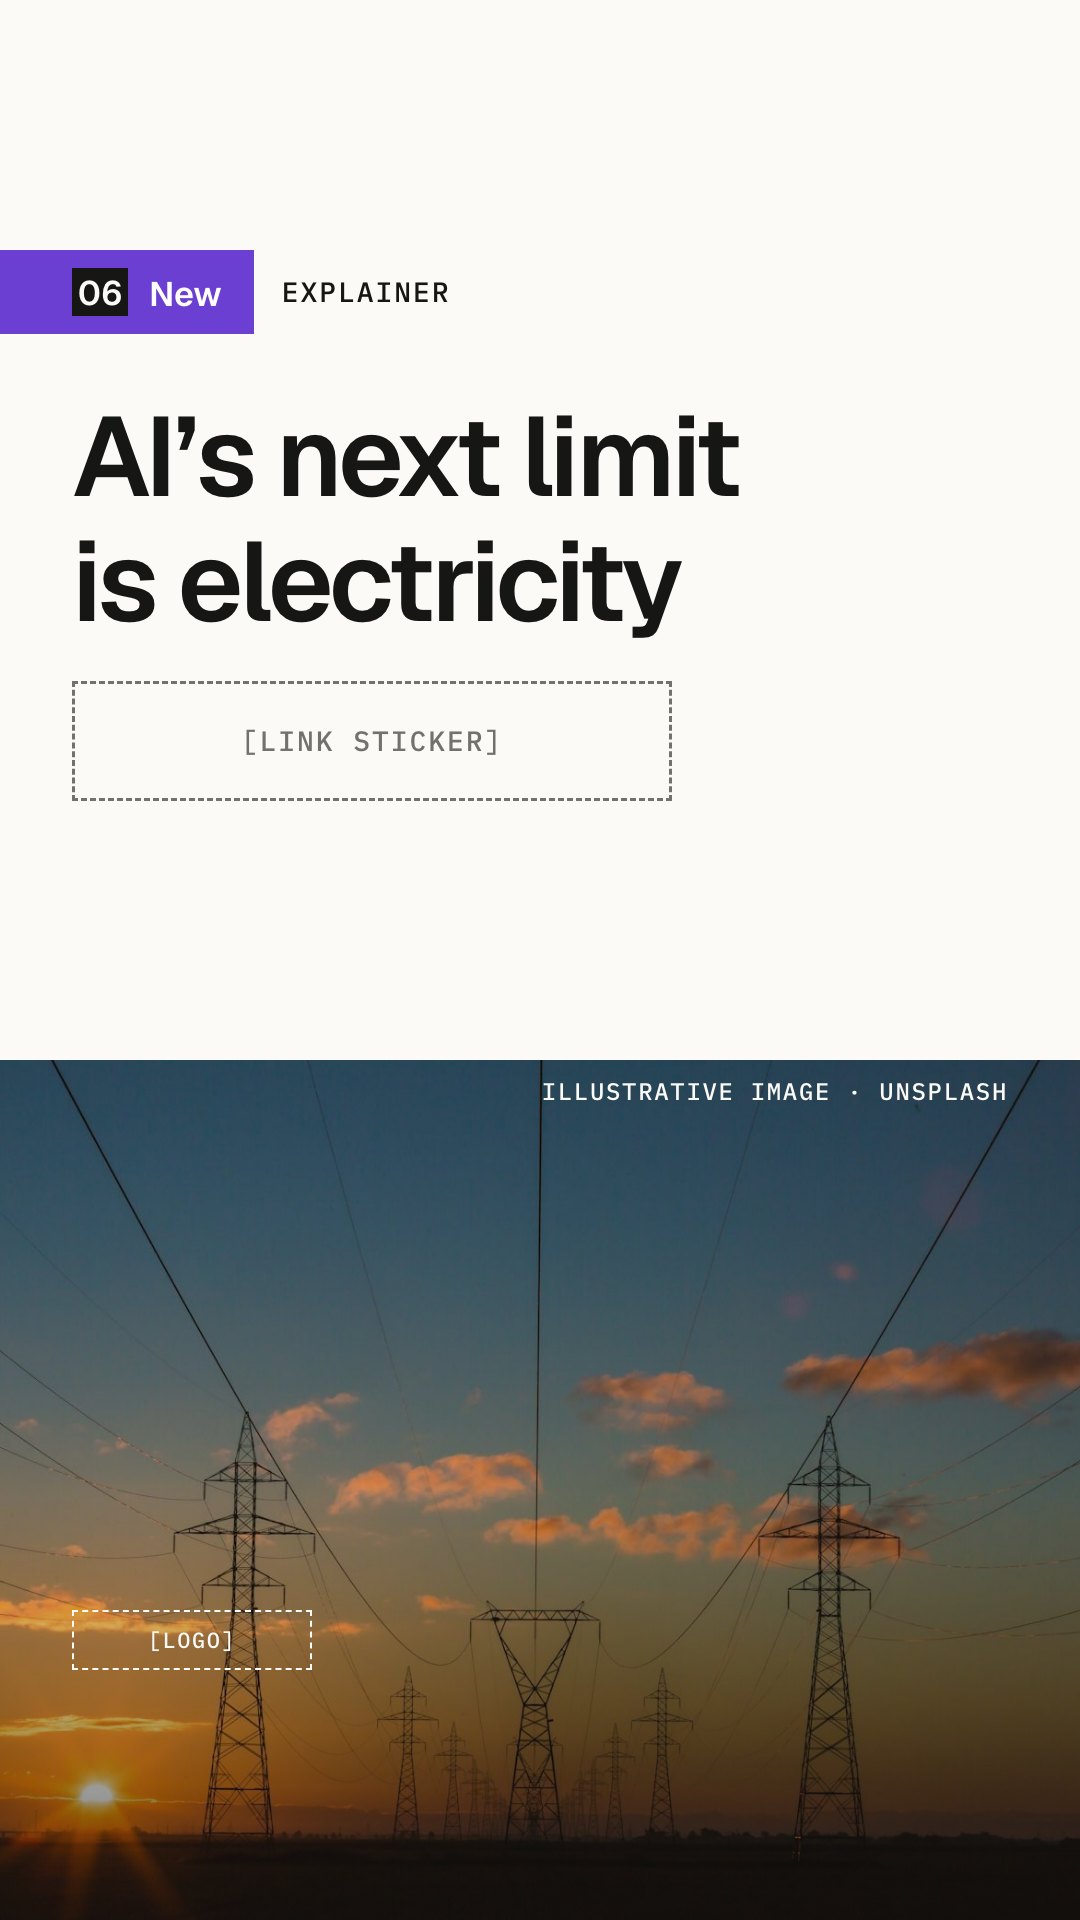 06 New EXPLAINER
AI’s next limit
is electricity
[LINK STICKER]
ILLUSTRATIVE IMAGE · UNSPLASH
[LOGO]